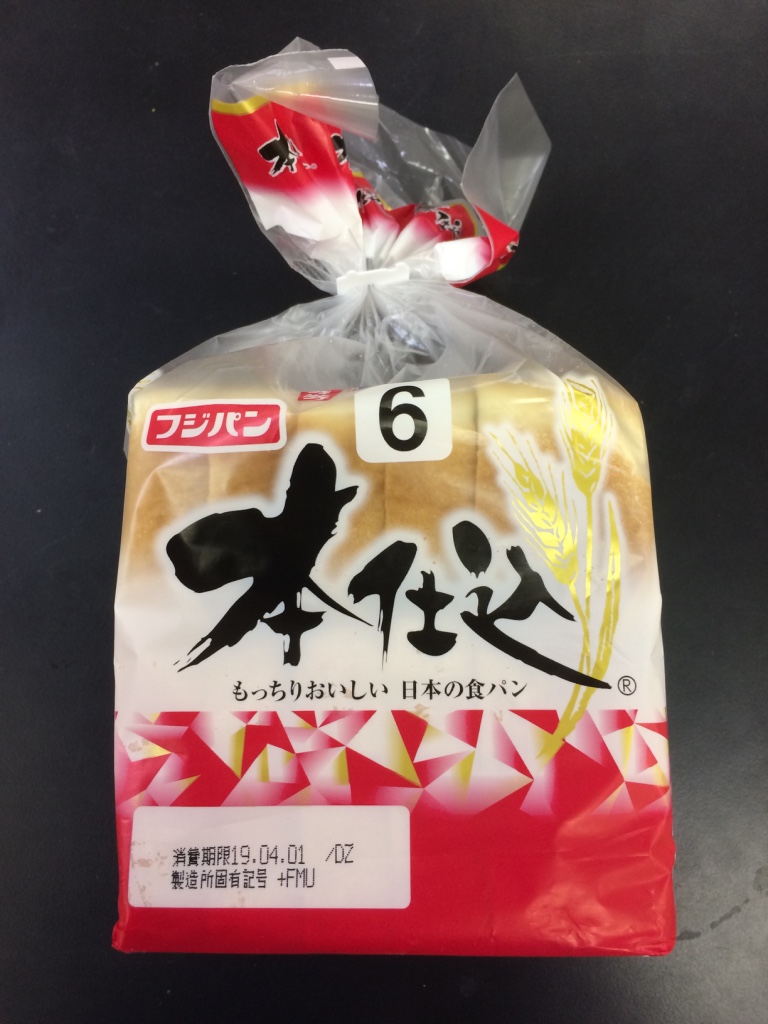 本
フジパン
6
本仕込
もっちりおいしい 日本の食パン
®
消費期限19.04.01 /DZ
製造所固有記号 +FMU